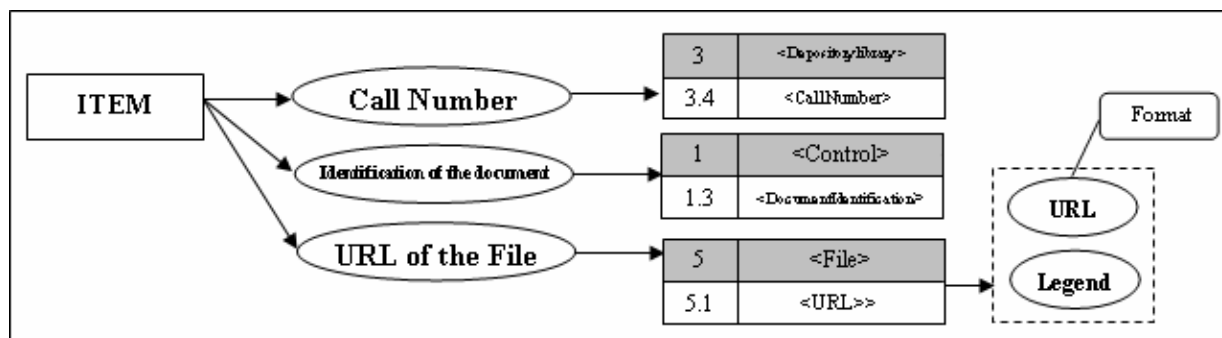 ITEM
Call Number
3 <Depositorylibrary>
3.4 <CallNumber>
Identification of the document
1 <Control>
1.3 <DocumentIdentification>
URL of the File
5 <File>
5.1 <URL>>
Format
URL
Legend